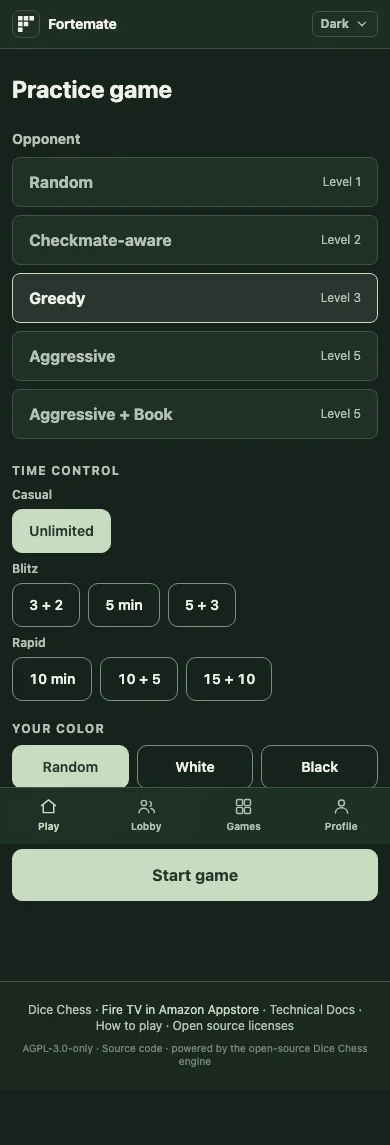 Fortemate
Dark
Practice game
Opponent
Random
Level 1
Checkmate-aware
Level 2
Greedy
Level 3
Aggressive
Level 5
Aggressive + Book
Level 5
TIME CONTROL
Casual
Unlimited
Blitz
3 + 2
5 min
5 + 3
Rapid
10 min
10 + 5
15 + 10
YOUR COLOR
Random
White
Black
Play
Lobby
Games
Profile
Start game
Dice Chess · Fire TV in Amazon Appstore · Technical Docs ·
How to play · Open source licenses
AGPL-3.0-only · Source code · powered by the open-source Dice Chess
engine